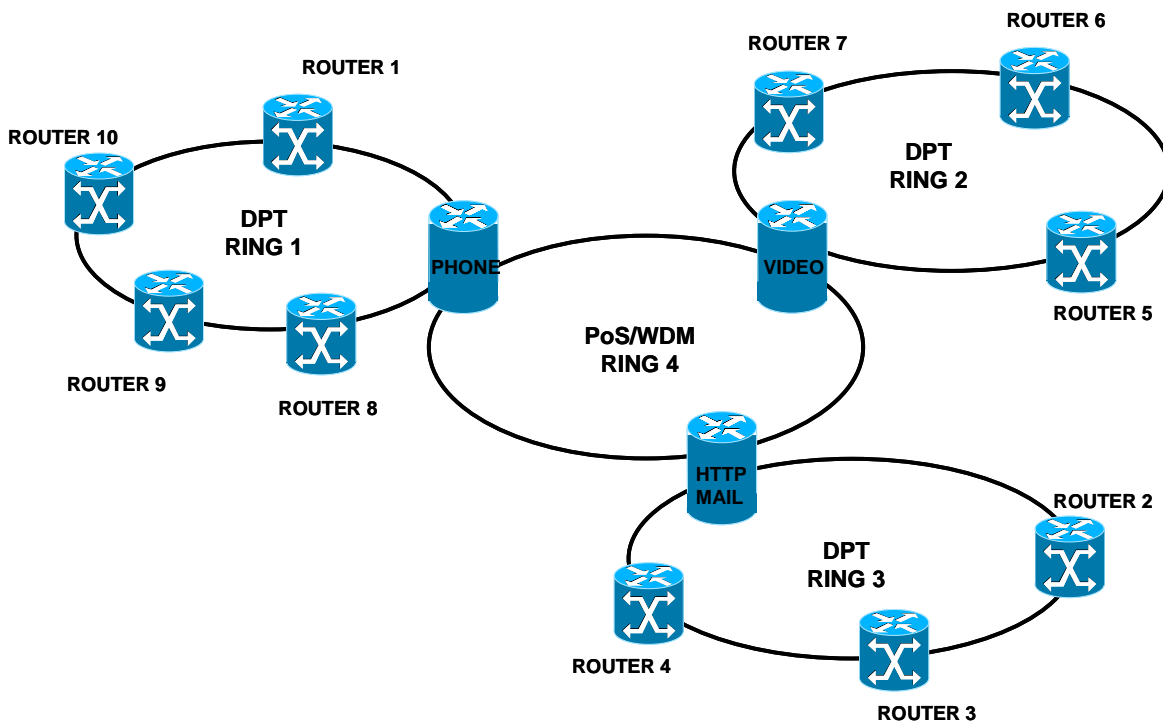 ROUTER 6
ROUTER 7
ROUTER 1
ROUTER 10
DPT
RING 2
DPT
RING 1
PHONE
VIDEO
ROUTER 5
PoS/WDM
RING 4
ROUTER 9
ROUTER 8
HTTP
MAIL
ROUTER 2
DPT
RING 3
ROUTER 4
ROUTER 3